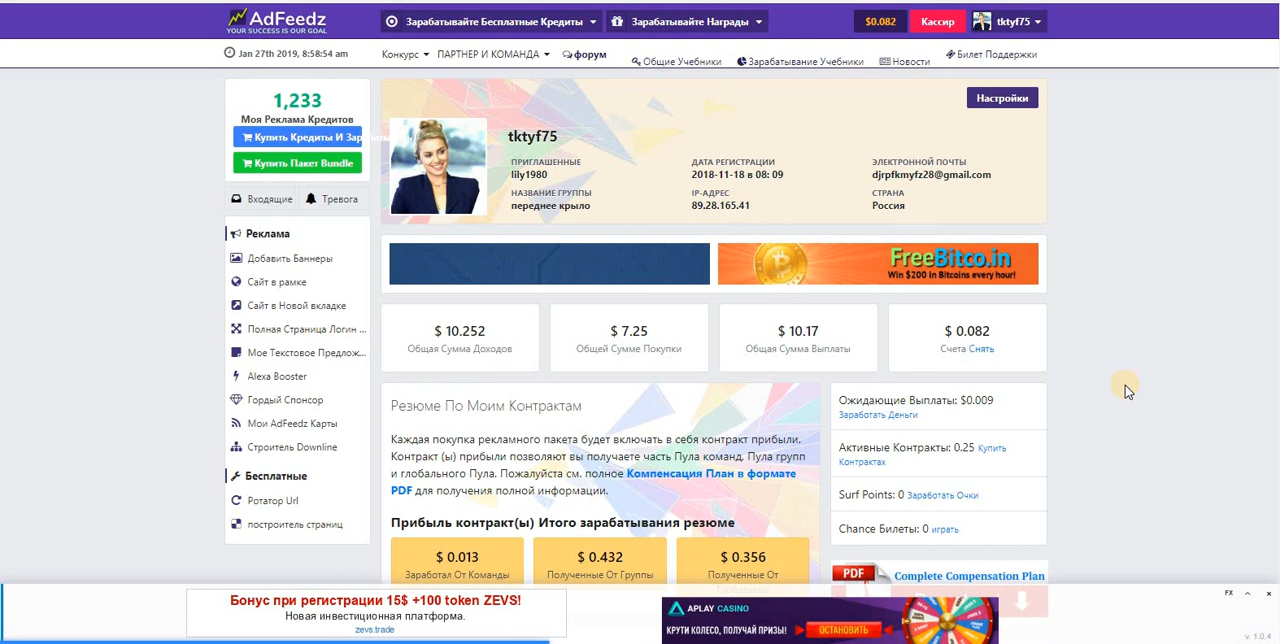 AdFeedz
YOUR SUCCESS IS OUR GOAL
Зарабатывайте Бесплатные Кредиты
Зарабатывайте Награды
$0.082
Кассир
tktyf75
Jan 27th 2019, 8:58:54 am
Конкурс
ПАРТНЕР И КОМАНДА
форум
Общие Учебники
Зарабатывание Учебники
Новости
Билет Поддержки
1,233
Моя Реклама Кредитов
Купить Кредиты И Зар
Купить Пакет Bundle
Входящие
Тревога
Реклама
Добавить Баннеры
Сайт в рамке
Сайт в Новой вкладке
Полная Страница Логин ...
Мое Текстовое Предлож...
Alexa Booster
Гордый Спонсор
Мои AdFeedz Карты
Строитель Downline
Бесплатные
Ротатор Url
построитель страниц
Настройки
tktyf75
ПРИГЛАШЕННЫЕ
lily1980
ДАТА РЕГИСТРАЦИИ
2018-11-18 в 08: 09
ЭЛЕКТРОННОЙ ПОЧТЫ
djrpfkmyfz28@gmail.com
НАЗВАНИЕ ГРУППЫ
переднее крыло
IP-АДРЕС
89.28.165.41
СТРАНА
Россия
FreeBitco.in
Win $200 in Bitcoins every hour!
$ 10.252
Общая Сумма Доходов
$ 7.25
Общей Сумме Покупки
$ 10.17
Общая Сумма Выплаты
$ 0.082
Счета Снять
Резюме По Моим Контрактам
Каждая покупка рекламного пакета будет включать в себя контракт прибыли.
Контракт (ы) прибыли позволяют вы получаете часть Пула команд. Пула групп
и глобального Пула. Пожалуйста см. полное Компенсация План в формате
PDF для получения полной информации.
Прибыль контракт(ы) Итого зарабатывания резюме
$ 0.013
Заработал От Команды
$ 0.432
Полученные От Группы
$ 0.356
Полученные От
Ожидающие Выплаты: $0.009
Заработать Деньги
Активные Контракты: 0.25 Купить
Контрактах
Surf Points: 0 Заработать Очки
Chance Билеты: 0 играть
PDF
Complete Compensation Plan
Бонус при регистрации 15$ +100 token ZEVS!
Новая инвестиционная платформа.
zevs.trade
APLAY CASINO
КРУТИ КОЛЕСО, ПОЛУЧАЙ ПРИЗЫ!
ОСТАНОВИТЬ
FX
v. 1.0.4